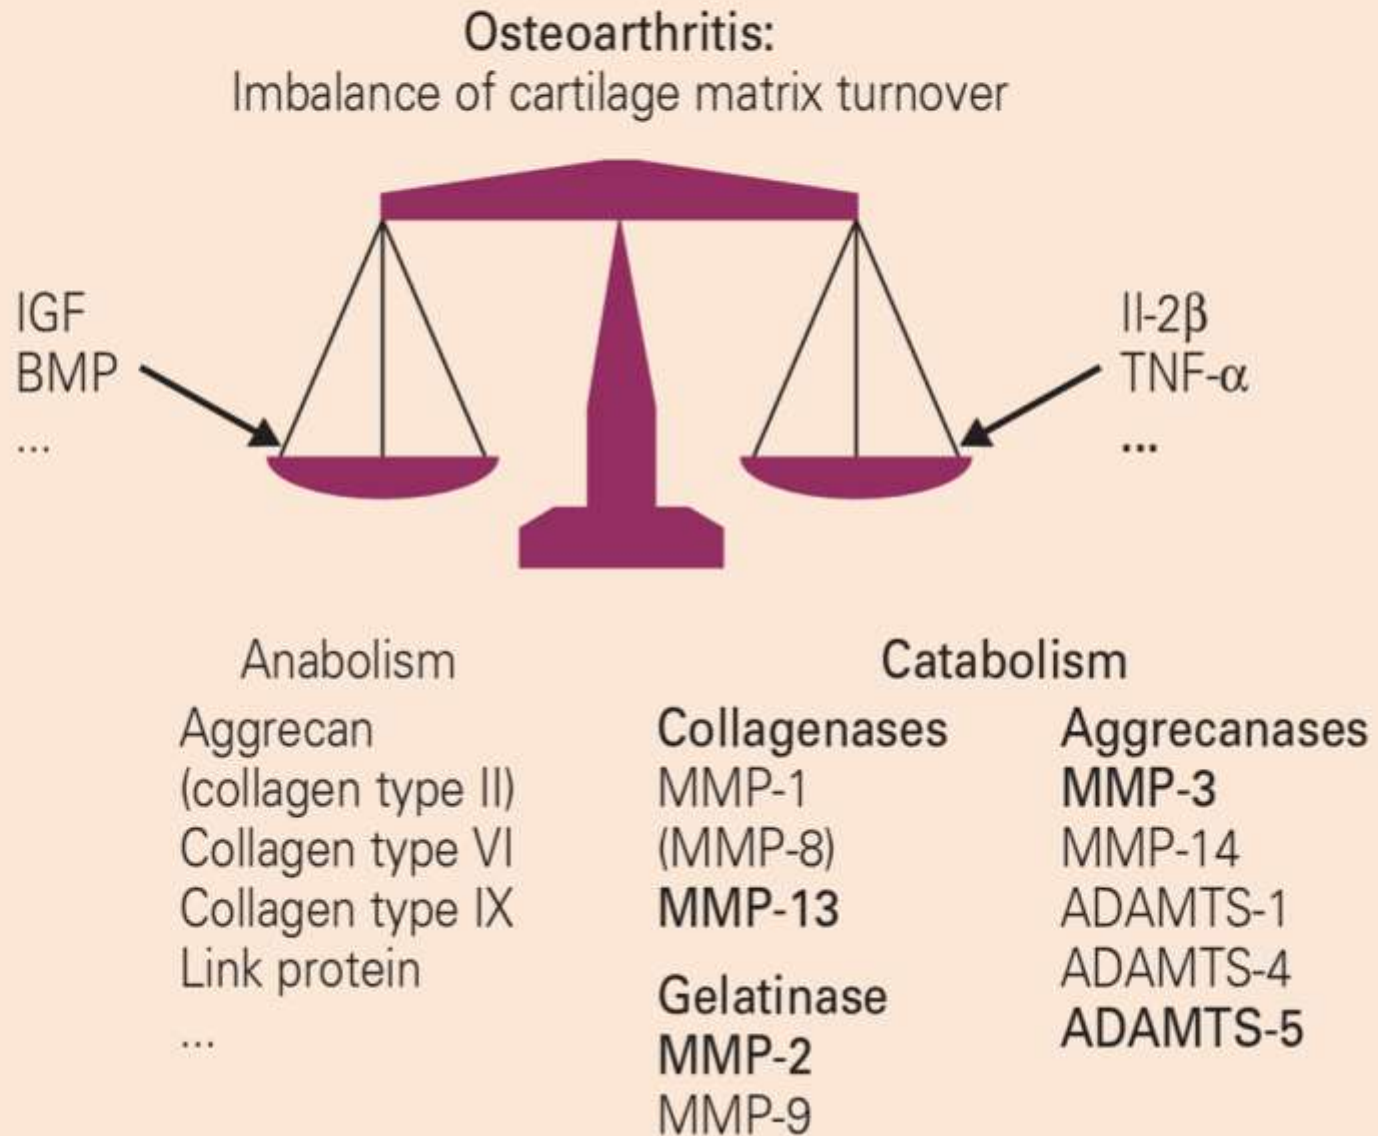 Osteoarthritis:
Imbalance of cartilage matrix turnover
IGF
BMP
...
Il-2β
TNF-α
...
Anabolism
Aggrecan
(collagen type II)
Collagen type VI
Collagen type IX
Link protein
...
Catabolism
Collagenases
MMP-1
(MMP-8)
MMP-13
Gelatinase
MMP-2
MMP-9
Aggrecanases
MMP-3
MMP-14
ADAMTS-1
ADAMTS-4
ADAMTS-5